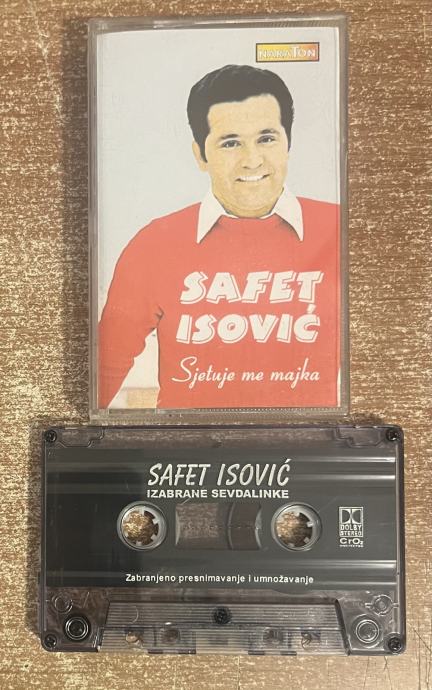 NARATON
SAFET
ISOVIĆ
Sjetuje me majka
SAFET ISOVIĆ
IZABRANE SEVDALINKE
DOLBY
STEREO
CrO₂
Zabranjeno presnimavanje i umnožavanje